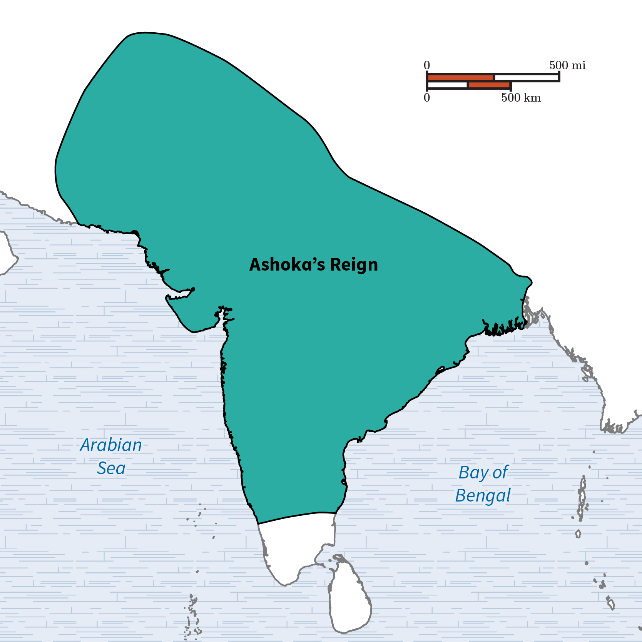 0 500 mi
0 500 km
Ashoka's Reign
Arabian
Sea
Bay of
Bengal